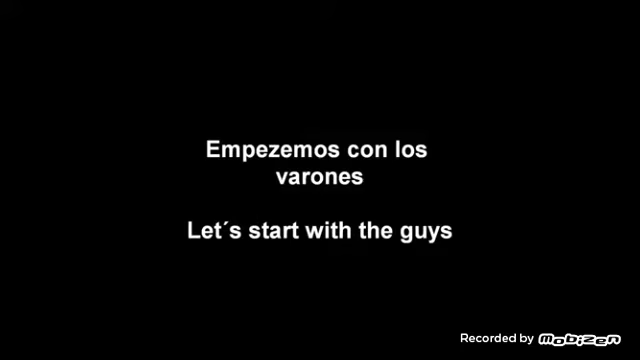 Empezemos con los
varones
Let´s start with the guys
Recorded by Mobizen